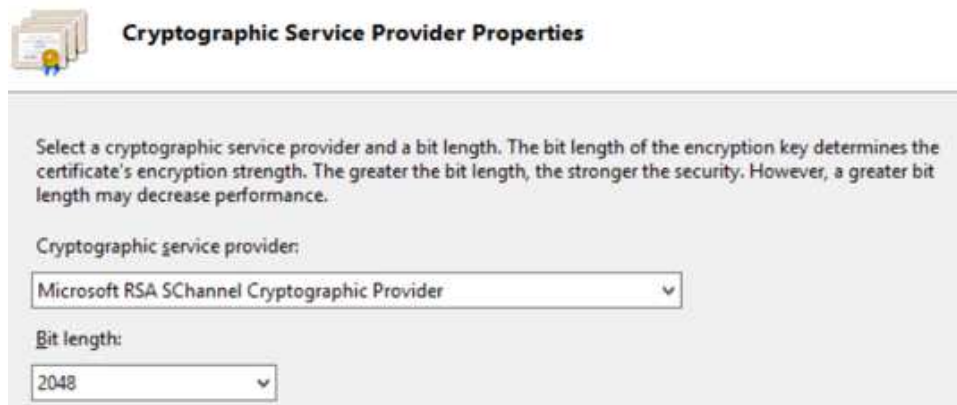 Cryptographic Service Provider Properties
Select a cryptographic service provider and a bit length. The bit length of the encryption key determines the
certificate's encryption strength. The greater the bit length, the stronger the security. However, a greater bit
length may decrease performance.
Cryptographic service provider:
Microsoft RSA SChannel Cryptographic Provider
Bit length:
2048